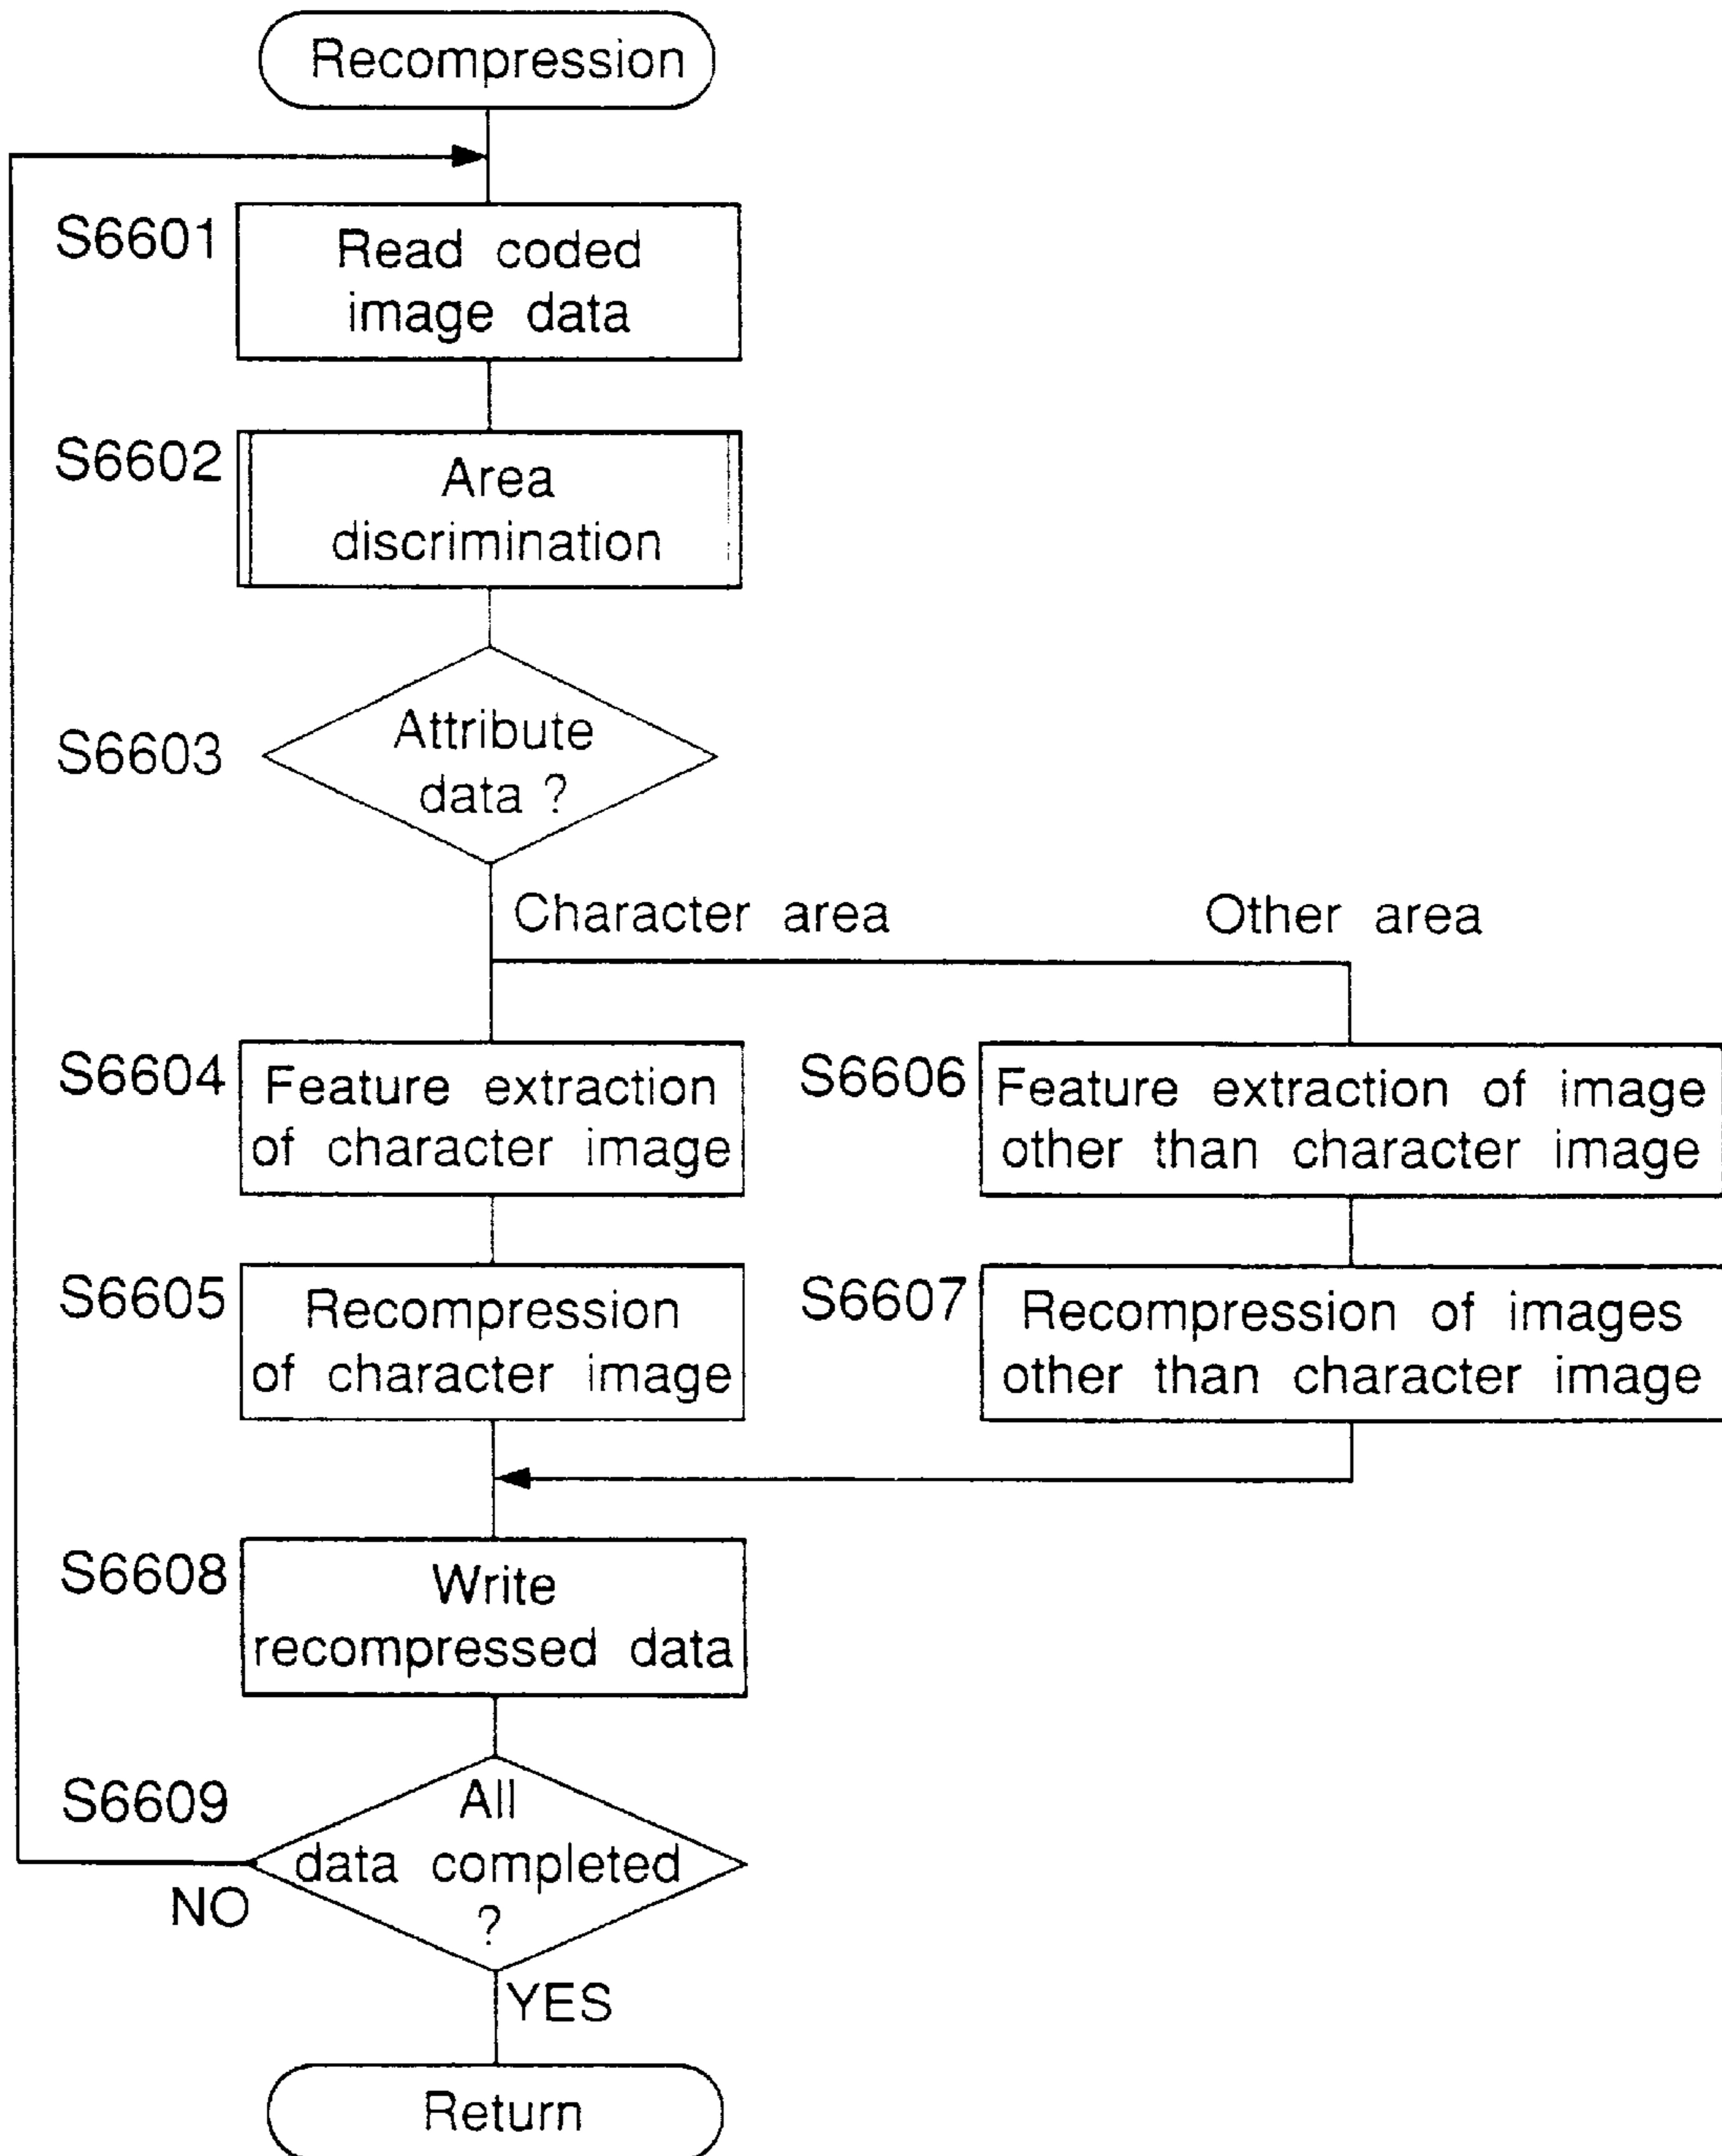 Recompression
S6601
Read coded
image data
S6602
Area
discrimination
S6603
Attribute
data ?
Character area
Other area
S6604
Feature extraction
of character image
S6606
Feature extraction of image
other than character image
S6605
Recompression
of character image
S6607
Recompression of images
other than character image
S6608
Write
recompressed data
S6609
All
data completed
?
NO
YES
Return